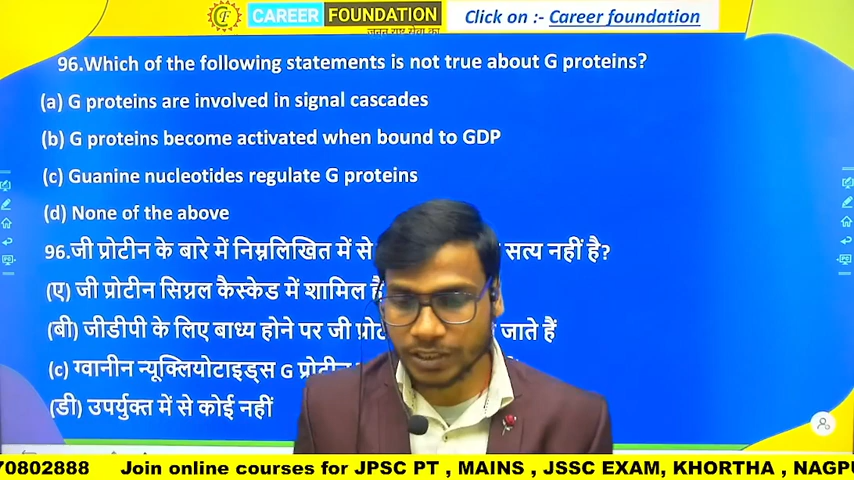 CAREER FOUNDATION
Click on :- Career foundation
96.Which of the following statements is not true about G proteins?
(a) G proteins are involved in signal cascades
(b) G proteins become activated when bound to GDP
(c) Guanine nucleotides regulate G proteins
(d) None of the above
96.जी प्रोटीन के बारे में निम्नलिखित में से सत्य नहीं है?
(ए) जी प्रोटीन सिग्नल कैस्केड में शामिल
(बी) जीडीपी के लिए बाध्य होने पर जी जाते हैं
(c) ग्वानीन न्यूक्लियोटाइड्स G
(डी) उपर्युक्त में से कोई नहीं
70802888 Join online courses for JPSC PT , MAINS , JSSC EXAM, KHORTHA ,